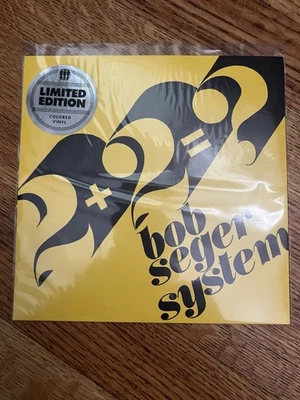 LIMITED
EDITION
COLORED
VINYL
2 + 2 = ?
bob
seger
system